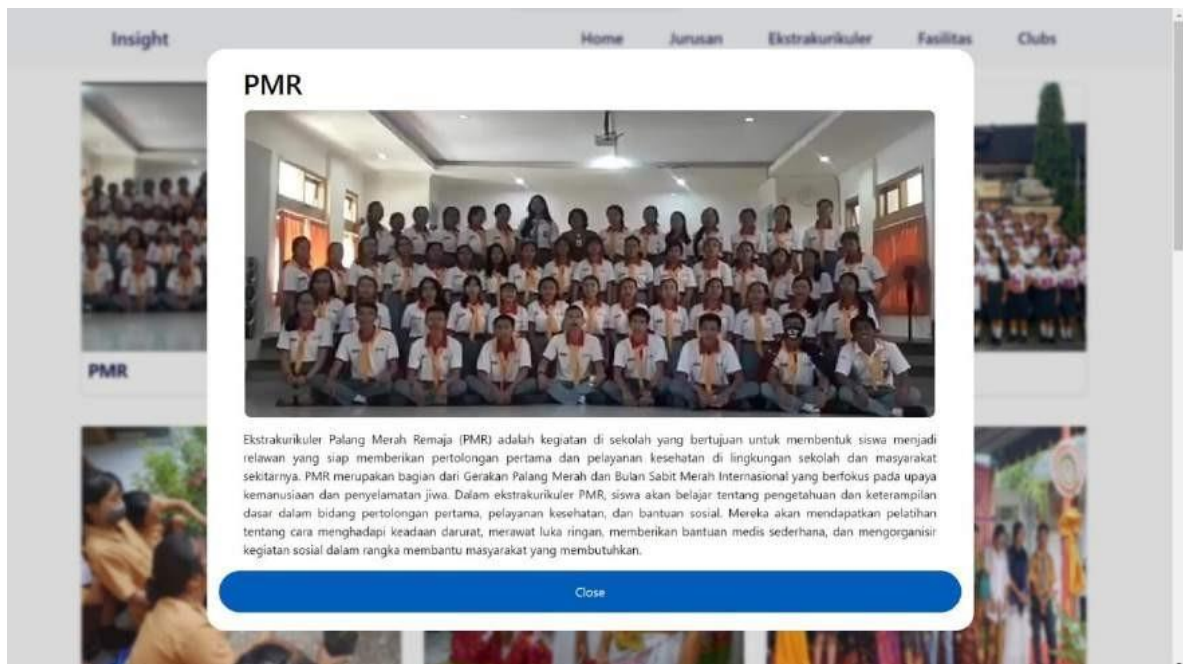 Insight
Home
Jurusan
Ekstrakurikuler
Fasilitas
Clubs
PMR
PMR
Ekstrakurikuler Palang Merah Remaja (PMR) adalah kegiatan di sekolah yang bertujuan untuk membentuk siswa menjadi
relawan yang siap memberikan pertolongan pertama dan pelayanan kesehatan di lingkungan sekolah dan masyarakat
sekitarnya. PMR merupakan bagian dari Gerakan Palang Merah dan Bulan Sabit Merah Internasional yang berfokus pada upaya
kemanusiaan dan penyelamatan jiwa. Dalam ekstrakurikuler PMR, siswa akan belajar tentang pengetahuan dan keterampilan
dasar dalam bidang pertolongan pertama, pelayanan kesehatan, dan bantuan sosial. Mereka akan mendapatkan pelatihan
tentang cara menghadapi keadaan darurat, merawat luka ringan, memberikan bantuan medis sederhana, dan mengorganisir
kegiatan sosial dalam rangka membantu masyarakat yang membutuhkan.
Close